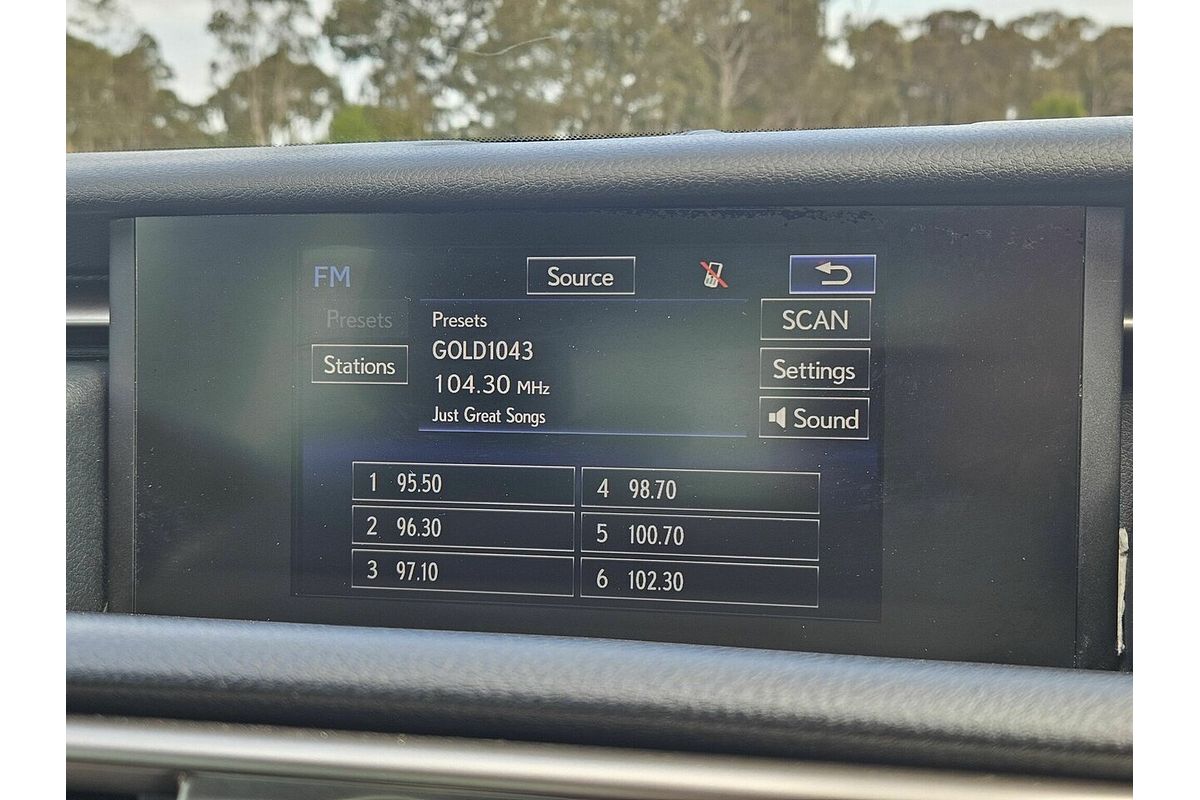 FM
Source
Presets
SCAN
Stations
Settings
Sound
Presets
GOLD1043
104.30 MHz
Just Great Songs
1 95.50
2 96.30
3 97.10
4 98.70
5 100.70
6 102.30